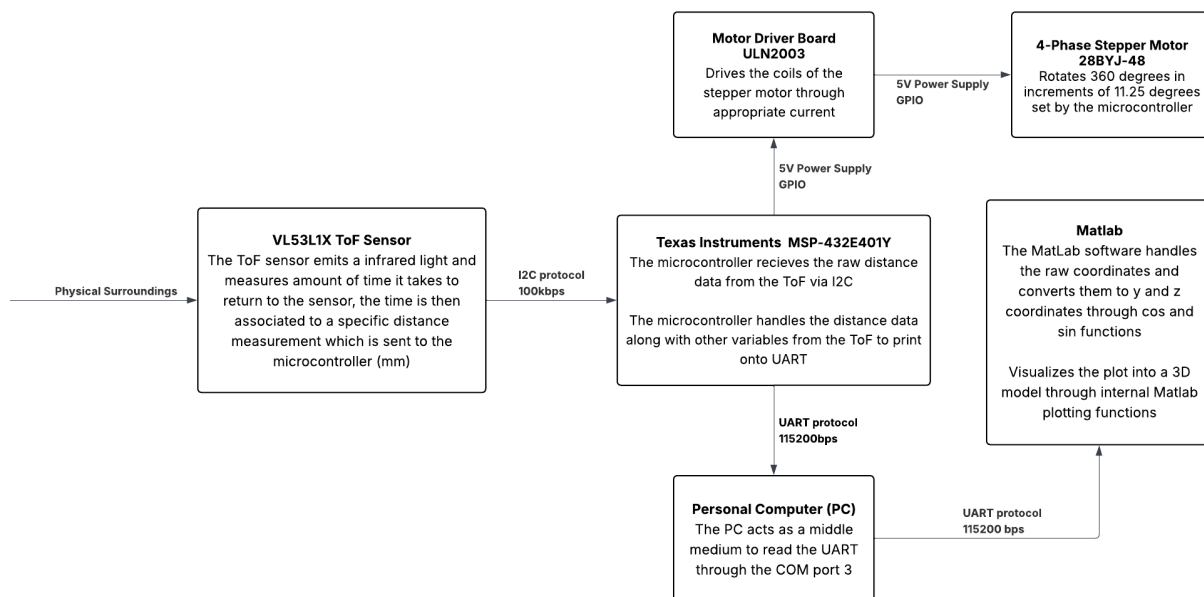 Motor Driver Board
ULN2003
Drives the coils of the
stepper motor through
appropriate current
5V Power Supply
GPIO
4-Phase Stepper Motor
28BYJ-48
Rotates 360 degrees in
increments of 11.25 degrees
set by the microcontroller
5V Power Supply
GPIO
Physical Surroundings
VL53L1X ToF Sensor
The ToF sensor emits a infrared light and
measures amount of time it takes to
return to the sensor, the time is then
associated to a specific distance
measurement which is sent to the
microcontroller (mm)
I2C protocol
100kbps
Texas Instruments MSP-432E401Y
The microcontroller recieves the raw distance
data from the ToF via I2C
The microcontroller handles the distance data
along with other variables from the ToF to print
onto UART
Matlab
The MatLab software handles
the raw coordinates and
converts them to y and z
coordinates through cos and
sin functions
Visualizes the plot into a 3D
model through internal Matlab
plotting functions
UART protocol
115200bps
Personal Computer (PC)
The PC acts as a middle
medium to read the UART
through the COM port 3
UART protocol
115200 bps